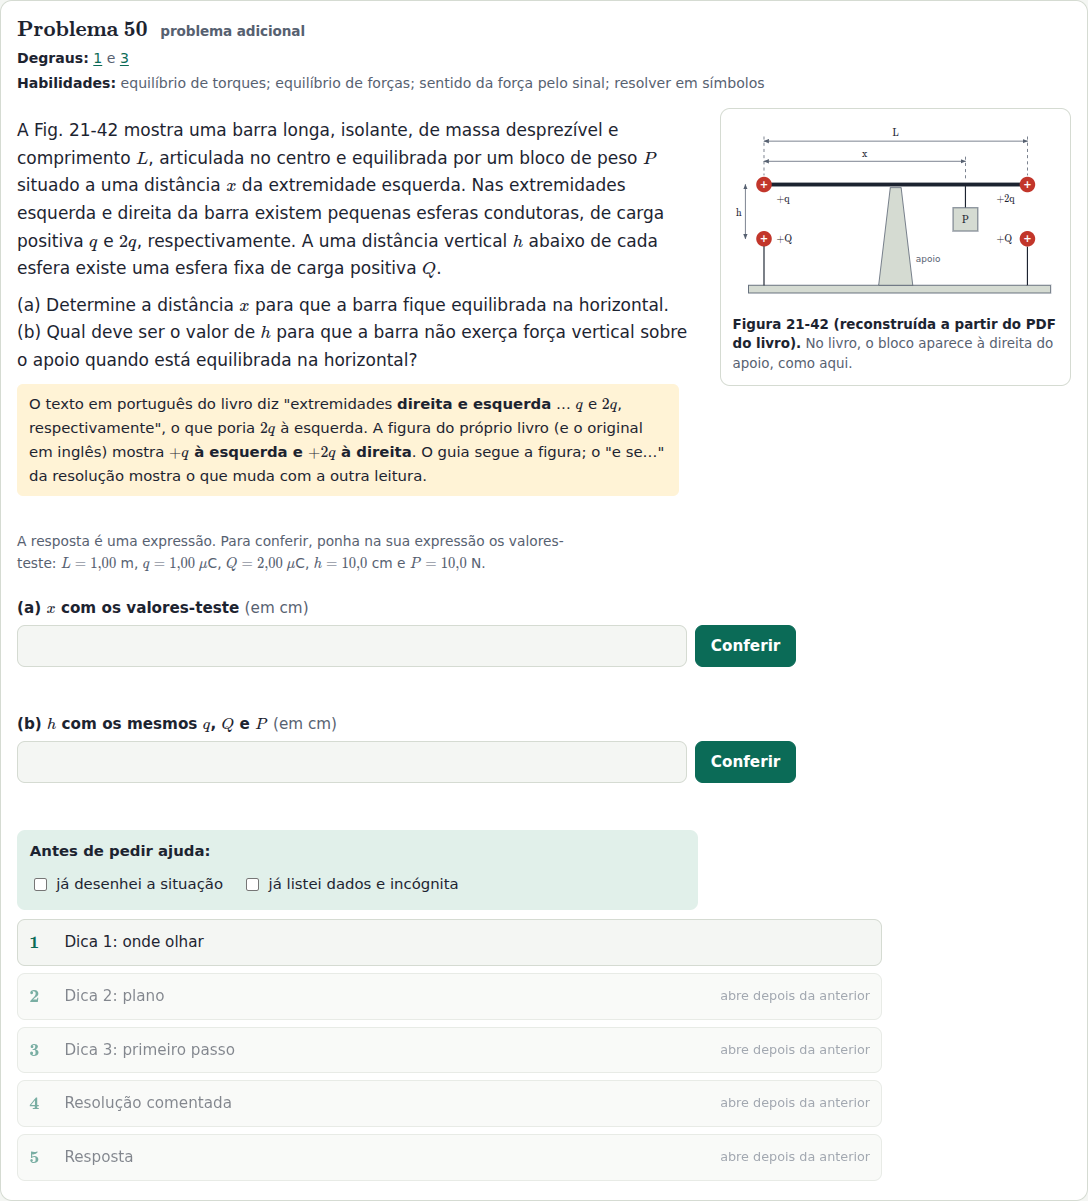 Problema 50 problema adicional
Degraus: 1 e 3
Habilidades: equilíbrio de torques; equilíbrio de forças; sentido da força pelo sinal; resolver em símbolos
A Fig. 21-42 mostra uma barra longa, isolante, de massa desprezível e
comprimento L, articulada no centro e equilibrada por um bloco de peso P
situado a uma distância x da extremidade esquerda. Nas extremidades
esquerda e direita da barra existem pequenas esferas condutoras, de carga
positiva q e 2q, respectivamente. A uma distância vertical h abaixo de cada
esfera existe uma esfera fixa de carga positiva Q.
(a) Determine a distância x para que a barra fique equilibrada na horizontal.
(b) Qual deve ser o valor de h para que a barra não exerça força vertical sobre
o apoio quando está equilibrada na horizontal?
L
x
+ +
+q +2q
h P
+ +Q +Q +
apoio
Figura 21-42 (reconstruída a partir do PDF
do livro). No livro, o bloco aparece à direita do
apoio, como aqui.
O texto em português do livro diz "extremidades direita e esquerda … q e 2q,
respectivamente", o que poria 2q à esquerda. A figura do próprio livro (e o original
em inglês) mostra +q à esquerda e +2q à direita. O guia segue a figura; o "e se…"
da resolução mostra o que muda com a outra leitura.
A resposta é uma expressão. Para conferir, ponha na sua expressão os valores-
teste: L = 1,00 m, q = 1,00 μC, Q = 2,00 μC, h = 10,0 cm e P = 10,0 N.
(a) x com os valores-teste (em cm)
Conferir
(b) h com os mesmos q, Q e P (em cm)
Conferir
Antes de pedir ajuda:
já desenhei a situação já listei dados e incógnita
1 Dica 1: onde olhar
2 Dica 2: plano abre depois da anterior
3 Dica 3: primeiro passo abre depois da anterior
4 Resolução comentada abre depois da anterior
5 Resposta abre depois da anterior